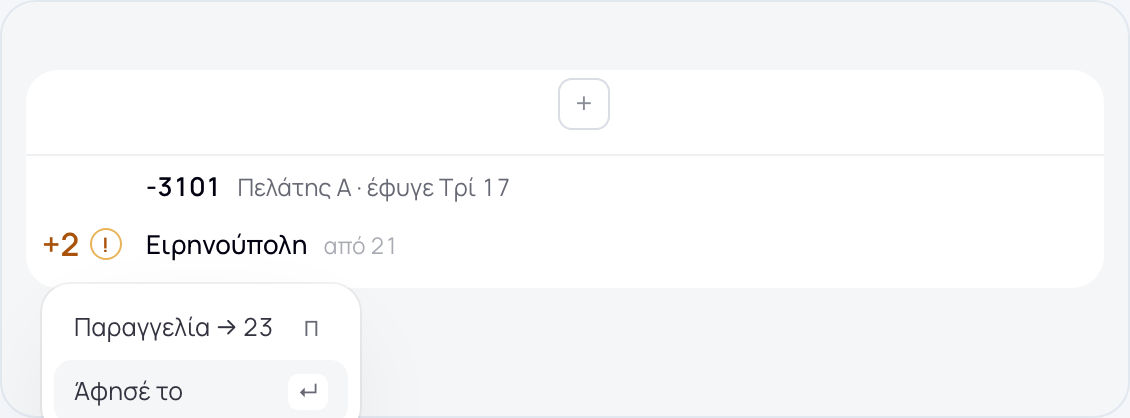 +
-3101 Πελάτης Α · έφυγε Τρί 17
+2 ! Ειρηνούπολη από 21
Παραγγελία → 23 Π
Άφησέ το ↵